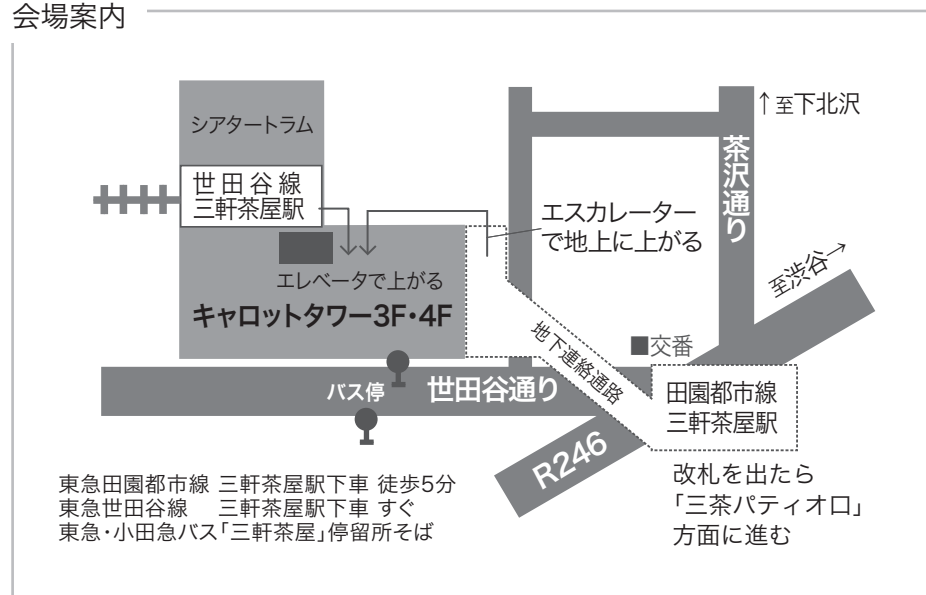 会場案内
シアタートラム
世田谷線
三軒茶屋駅
↑至下北沢
茶沢通り
エスカレーター
で地上に上がる
至渋谷→
エレベータで上がる
キャロットタワー3F・4F
地下連絡通路
■交番
バス停
世田谷通り
田園都市線
三軒茶屋駅
R246
改札を出たら
「三茶パティオ口」
方面に進む
東急田園都市線 三軒茶屋駅下車 徒歩5分
東急世田谷線 三軒茶屋駅下車 すぐ
東急・小田急バス「三軒茶屋」停留所そば